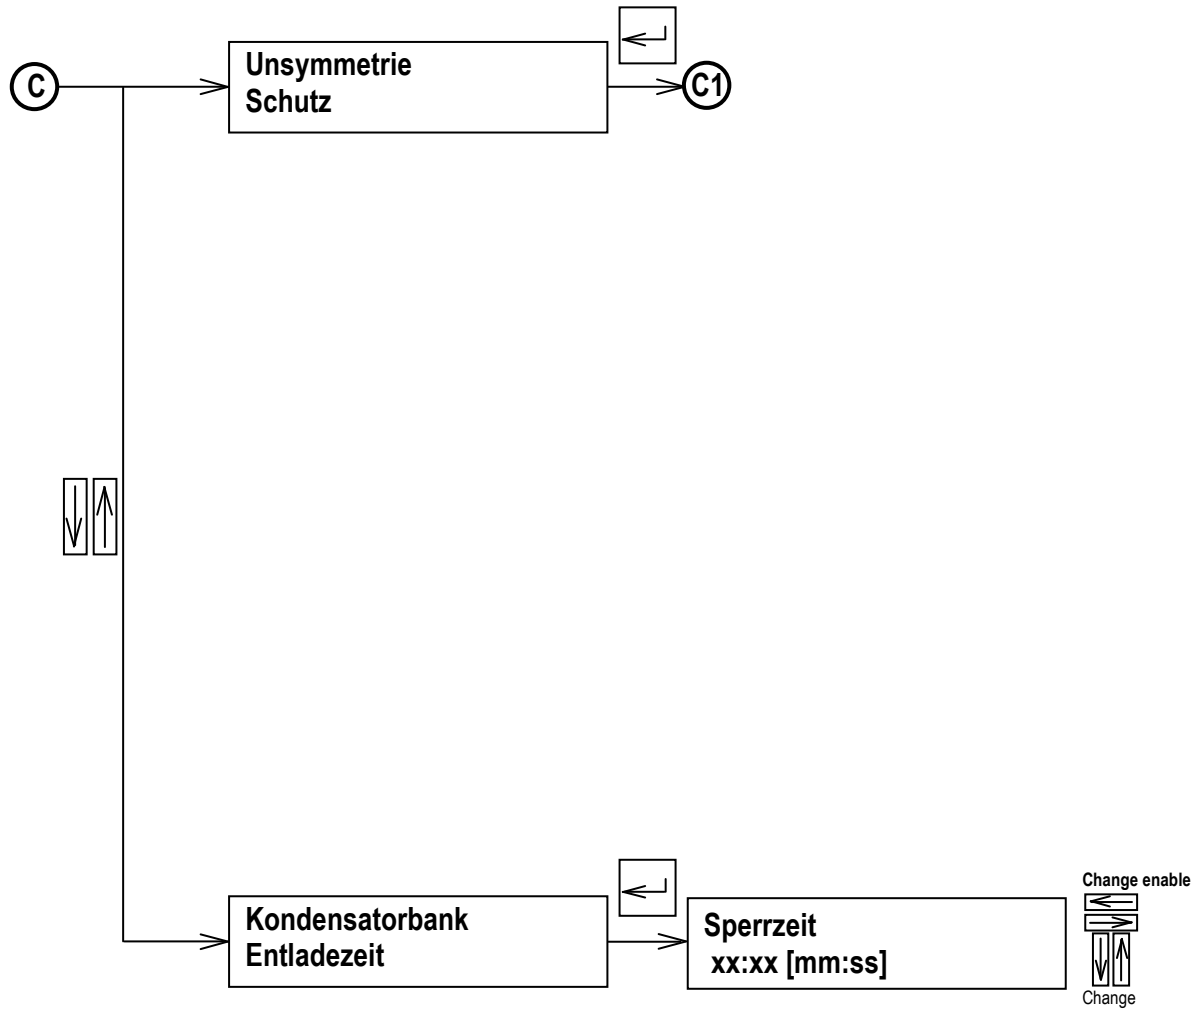 C
Unsymmetrie
Schutz
C1
Kondensatorbank
Entladezeit
Sperrzeit
xx:xx [mm:ss]
Change enable
Change